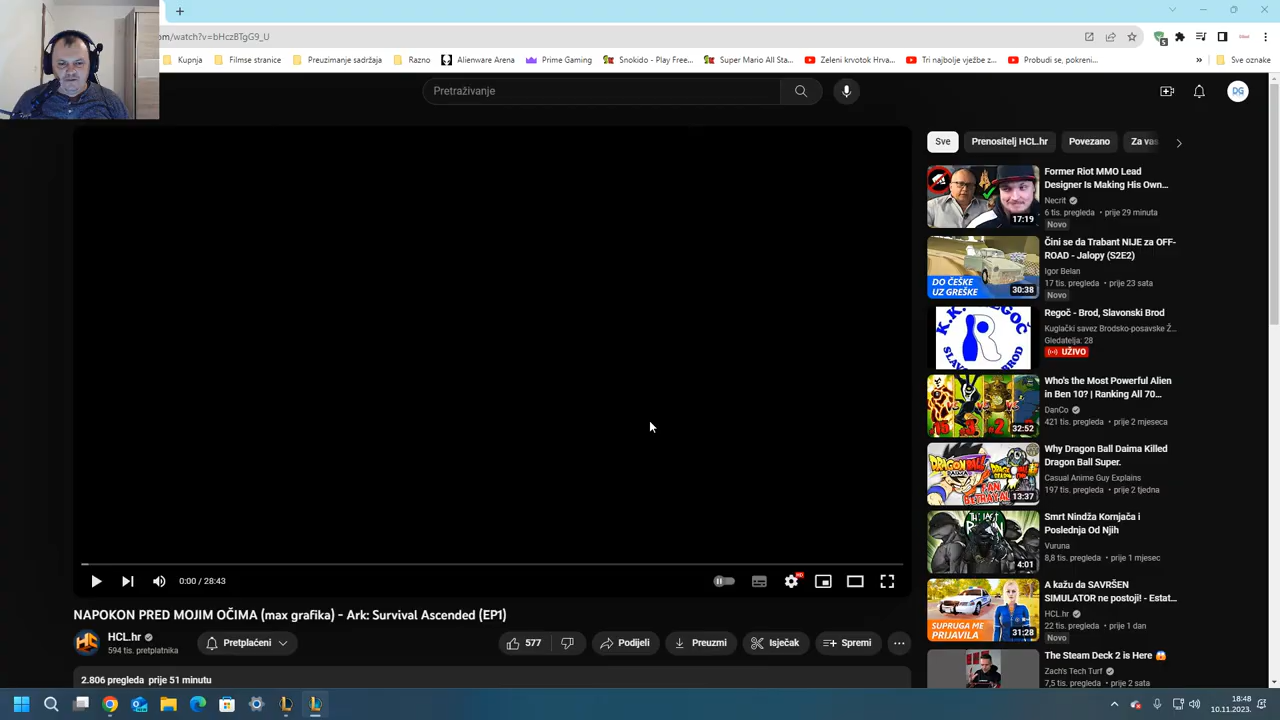 om/watch?v=bHczBTgG9_U
5
Kupnja
Filmse stranice
Preuzimanje sadržaja
Razno
Alienware Arena
Prime Gaming
Snokido - Play Free...
Super Mario All Sta...
Zeleni krvotok Hrva...
Tri najbolje vježbe z...
Probudi se, pokreni...
»
Sve oznake
Pretraživanje
DG
Sve
Prenositelj HCL.hr
Povezano
Za vas
Former Riot MMO Lead
Designer Is Making His Own...
Necrit
6 tis. pregleda • prije 29 minuta
Novo
17:19
Čini se da Trabant NIJE za OFF-
ROAD - Jalopy (S2E2)
Igor Belan
17 tis. pregleda • prije 23 sata
Novo
DO ČEŠKE
UZ GREŠKE
30:38
Regoč - Brod, Slavonski Brod
Kuglački savez Brodsko-posavske Ž...
Gledatelja: 28
UŽIVO
K.K. REGOČ
SLAVONSKI BROD
Who's the Most Powerful Alien
in Ben 10? | Ranking All 70...
DanCo
421 tis. pregleda • prije 2 mjeseca
32:52
Why Dragon Ball Daima Killed
Dragon Ball Super.
Casual Anime Guy Explains
197 tis. pregleda • prije 2 tjedna
DRAGON BALL
13:37
Smrt Nindža Kornjača i
Poslednja Od Njih
Vuruna
8,8 tis. pregleda • prije 1 mjesec
4:01
A kažu da SAVRŠEN
SIMULATOR ne postoji! - Estat...
HCL.hr
22 tis. pregleda • prije 1 dan
Novo
SUPRUGA ME
PRIJAVILA
31:28
The Steam Deck 2 is Here
Zach's Tech Turf
7,5 tis. pregleda • prije 2 sata
0:00 / 28:43
HD
NAPOKON PRED MOJIM OČIMA (max grafika) - Ark: Survival Ascended (EP1)
HCL.hr
594 tis. pretplatnika
Pretplaćeni
577
Podijeli
Preuzmi
Isječak
Spremi
2.806 pregleda prije 51 minutu
18:48
10.11.2023.